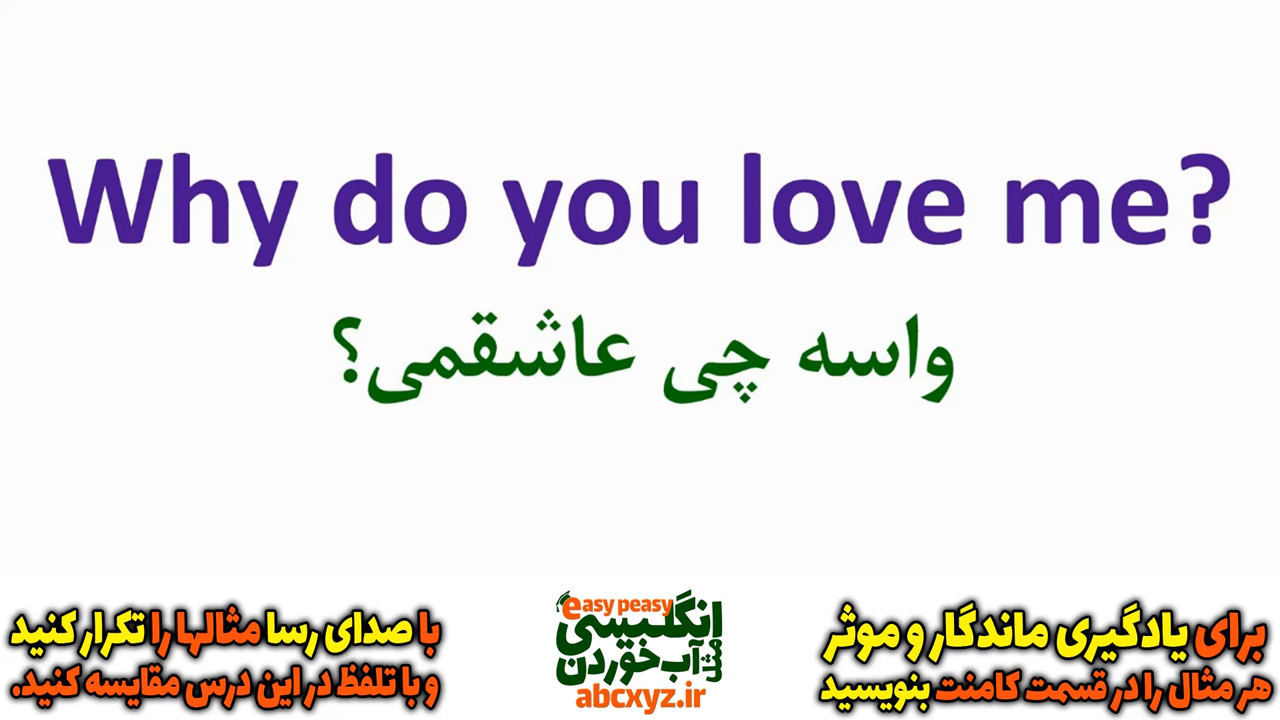 Why do you love me?
واسه چی عاشقمی؟
برای یادگیری ماندگار و موثر
هر مثال را در قسمت کامنت بنویسید
easy peasy
انگلیسی
مثل آب خوردن
abcxyz.ir
با صدای رسا مثالها را تکرار کنید
و با تلفظ در این درس مقایسه کنید.